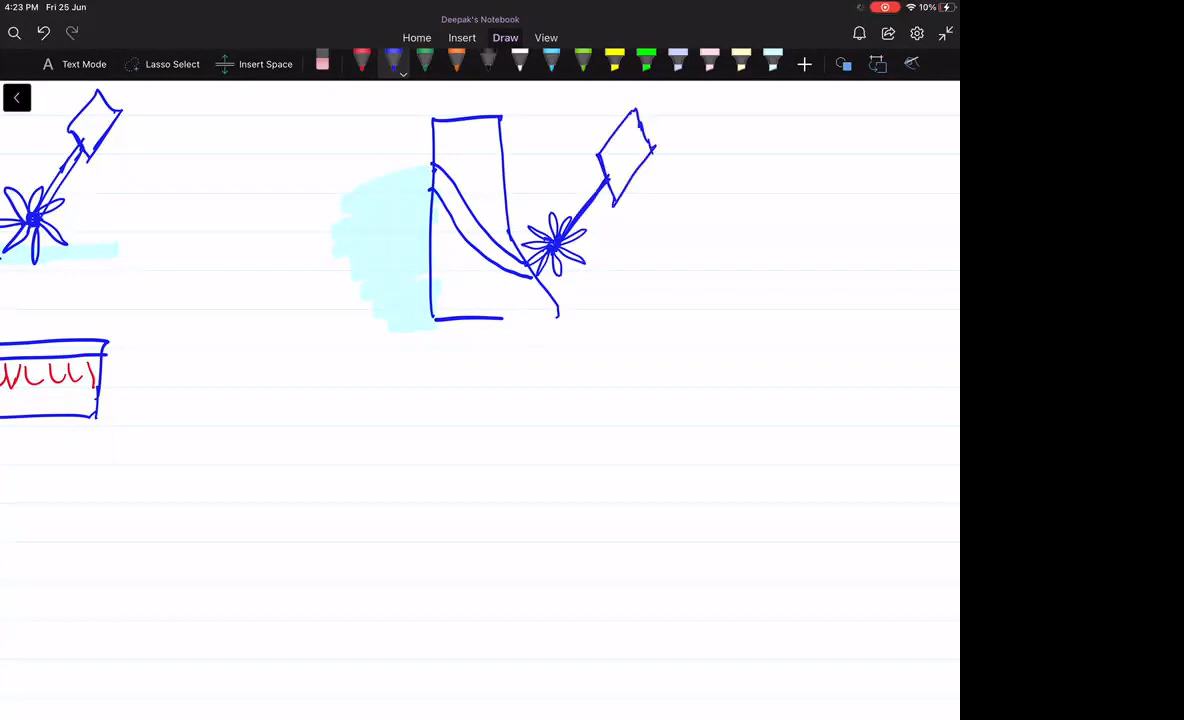 4:23 PM Fri 25 Jun
10%
Deepak's Notebook
Home Insert Draw View
A Text Mode Lasso Select Insert Space